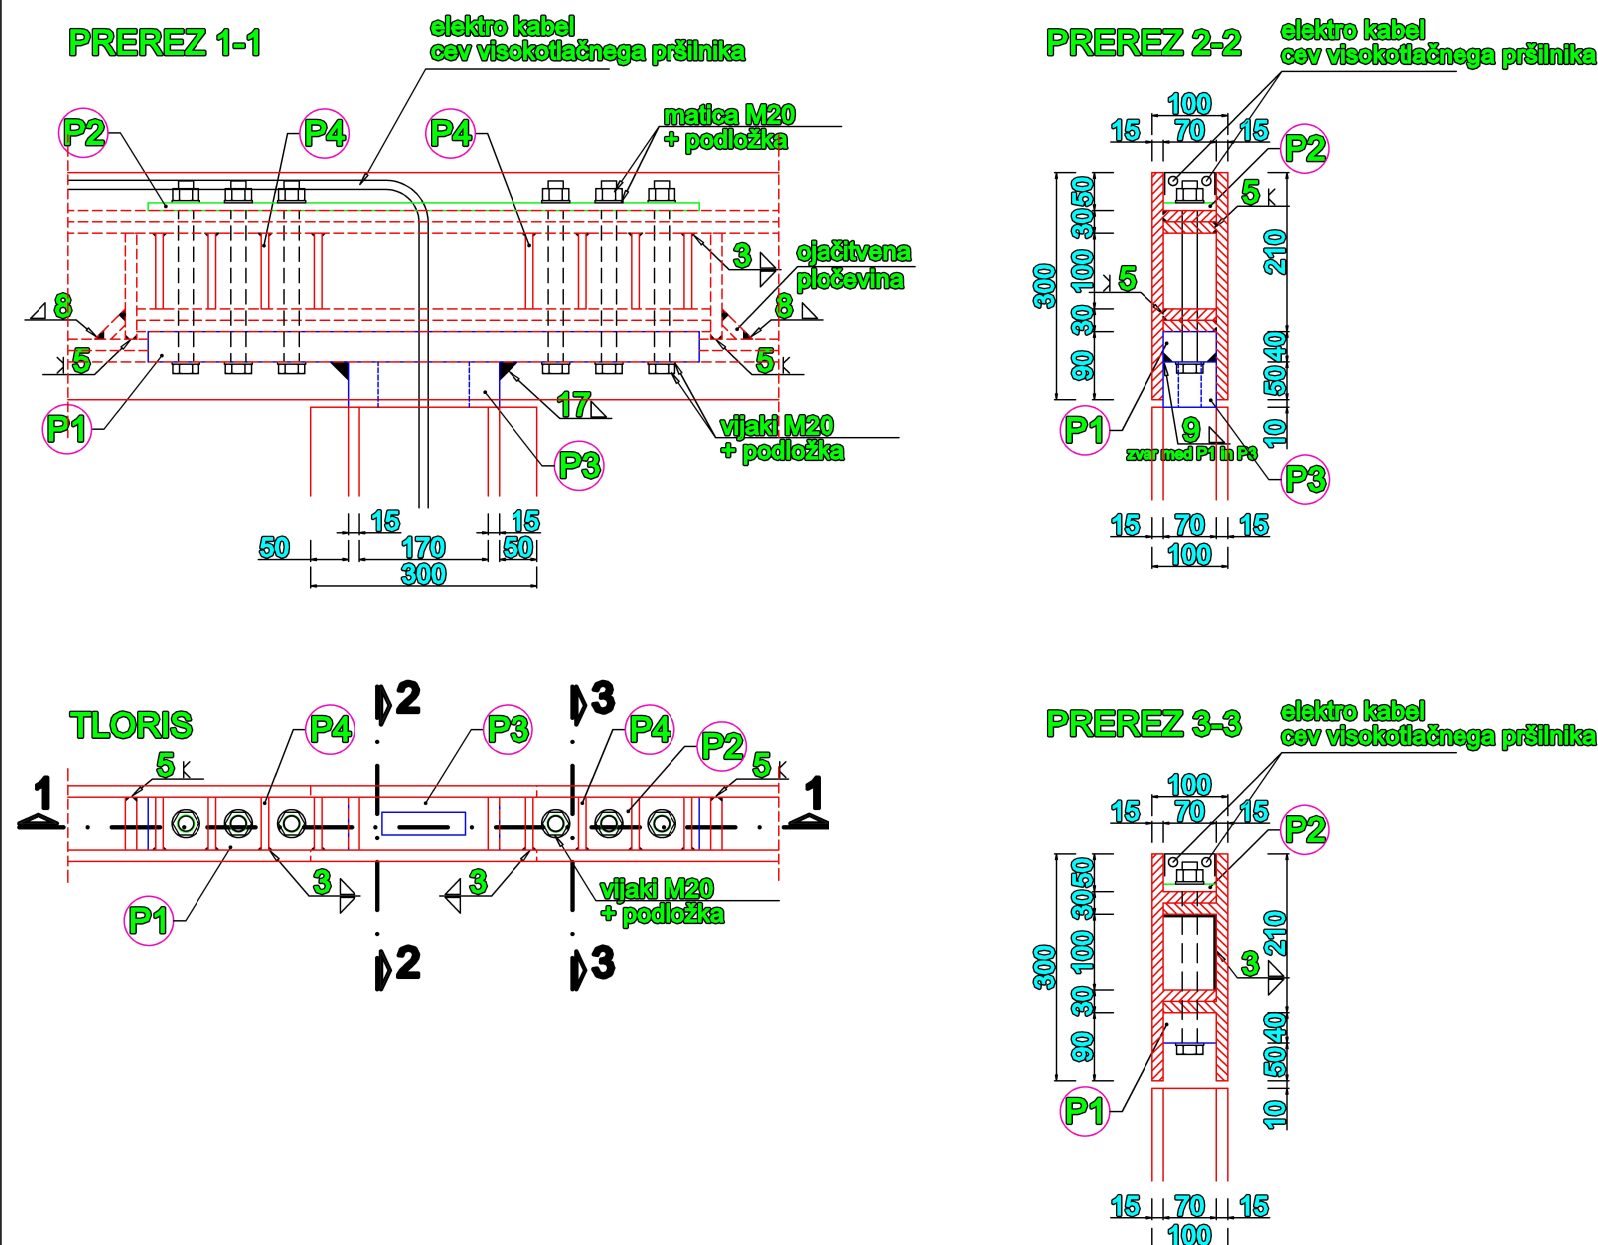 PREREZ 1-1
elektro kabel
cev visokotlačnega pršilnika
P2
P4
P4
matica M20
+ podložka
3
ojačitvena
pločevina
8
8
5
5
P1
17
vijaki M20
+ podložka
P3
15
15
50
170
50
300
PREREZ 2-2
elektro kabel
cev visokotlačnega pršilnika
100
15
70
15
P2
5
50
30
100
30
90
300
210
40
50
10
5
P1
9
zvar med P1 in P3
P3
15
70
15
100
TLORIS
P4
P3
P4
P2
2
3
5
5
1
1
3
3
P1
vijaki M20
+ podložka
2
3
PREREZ 3-3
elektro kabel
cev visokotlačnega pršilnika
100
15
70
15
P2
50
30
100
30
90
300
210
40
50
10
3
P1
15
70
15
100